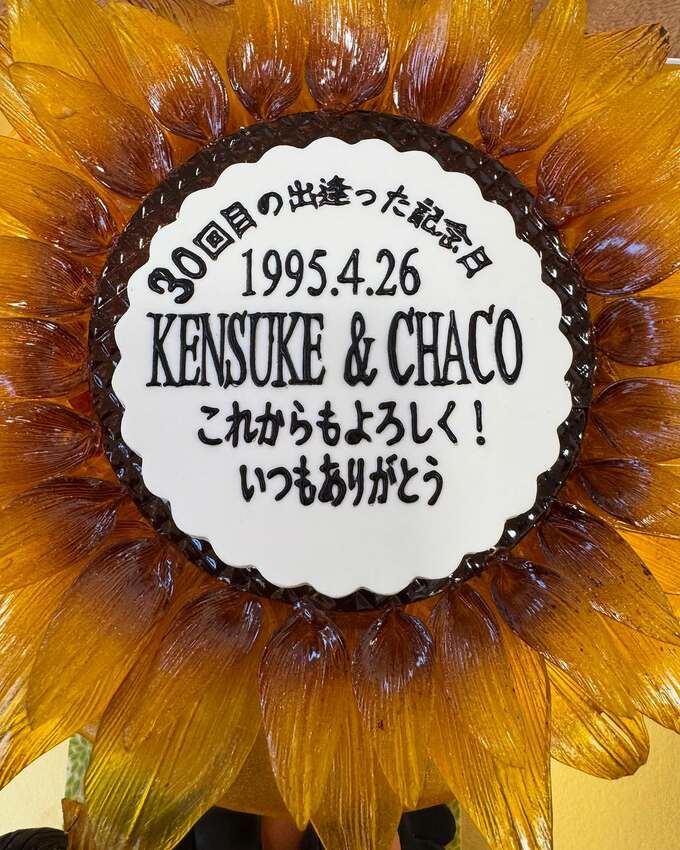 30回目の出逢った記念日
1995.4.26
KENSUKE & CHACO
これからもよろしく!
いつもありがとう